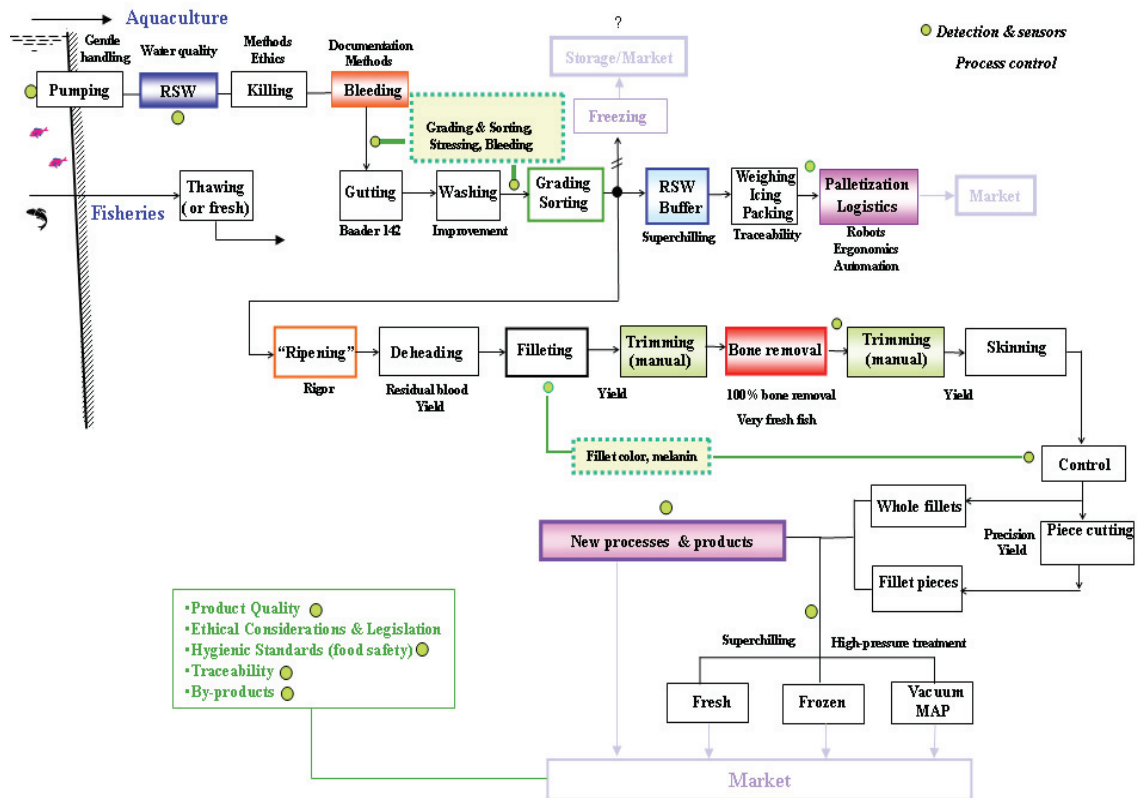 Aquaculture
?
Detection & sensors
Process control
Gentle
handling
Water quality
Methods
Ethics
Documentation
Methods
Storage/Market
Pumping
RSW
Killing
Bleeding
Freezing
Grading & Sorting,
Stressing, Bleeding
Fisheries
Thawing
(or fresh)
Gutting
Washing
Grading
Sorting
RSW
Buffer
Weighing
Icing
Packing
Palletization
Logistics
Market
Baader 142
Improvement
Superchilling
Traceability
Robots
Ergonomics
Automation
“Ripening”
Deheading
Filleting
Trimming
(manual)
Bone removal
Trimming
(manual)
Skinning
Rigor
Residual blood
Yield
Yield
100% bone removal
Very fresh fish
Yield
Fillet color, melanin
Control
Whole fillets
New processes & products
Precision
Yield
Piece cutting
Fillet pieces
•Product Quality
•Ethical Considerations & Legislation
•Hygienic Standards (food safety)
•Traceability
•By-products
Superchilling
High-pressure treatment
Fresh
Frozen
Vacuum
MAP
Market